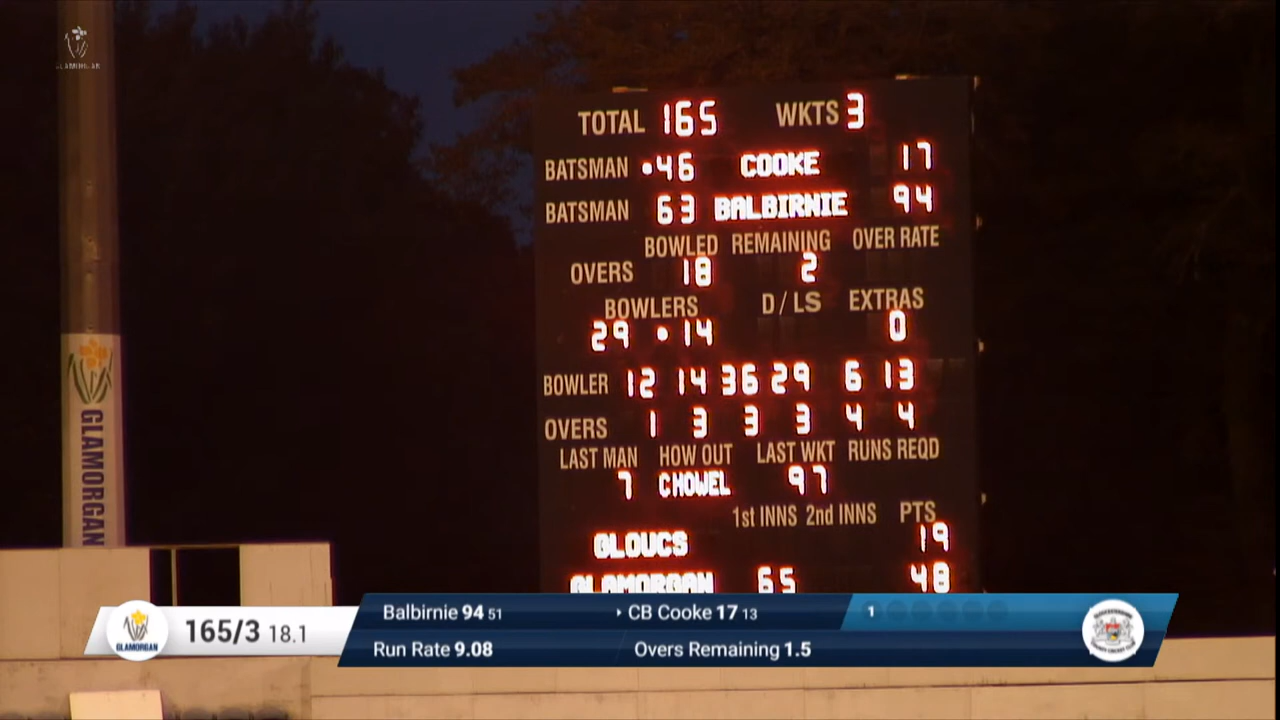 GLAMORGAN
TOTAL 165 WKTS 3
BATSMAN •46 COOKE 17
BATSMAN 63 BALBIRNIE 94
BOWLED REMAINING OVER RATE
OVERS 18 2
BOWLERS D/LS EXTRAS
29 •14 0
BOWLER 12 14 36 29 6 13
OVERS 1 3 3 3 4 4
LAST MAN HOW OUT LAST WKT RUNS REQD
7 CHOWEL 97
1st INNS 2nd INNS PTS
GLOUCS 19
GLAMORGAN 65 48
GLAMORGAN
Balbirnie 94 51 CB Cooke 17 13 1
165/3 18.1
GLAMORGAN
Run Rate 9.08 Overs Remaining 1.5